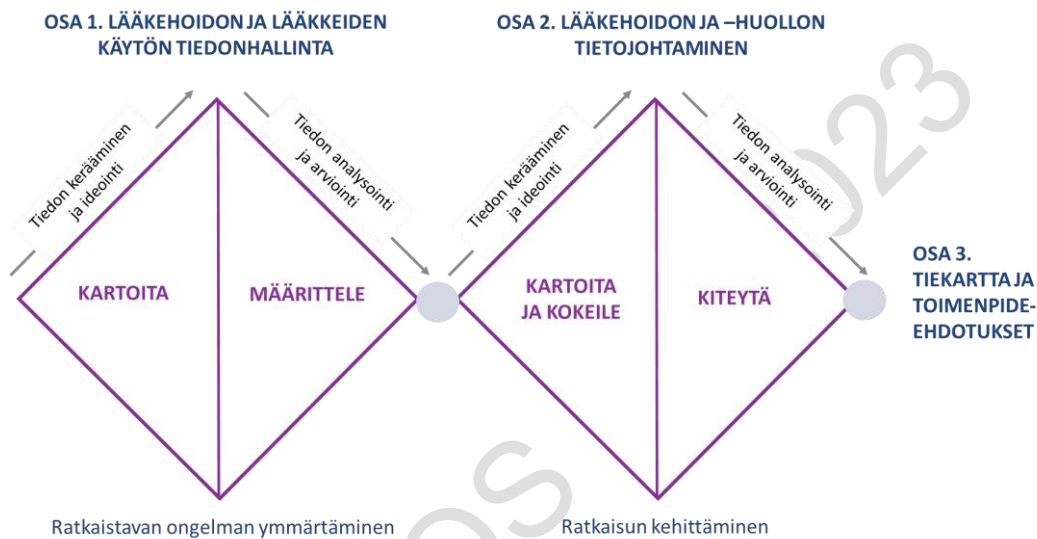 OSA 1. LÄÄKEHOIDON JA LÄÄKKEIDEN
KÄYTÖN TIEDONHALLINTA
OSA 2. LÄÄKEHOIDON JA –HUOLLON
TIETOJOHTAMINEN
Tiedon kerääminen
ja ideointi
Tiedon analysointi
ja arviointi
Tiedon kerääminen
ja ideointi
Tiedon analysointi
ja arviointi
KARTOITA
MÄÄRITTELE
KARTOITA
JA KOKEILE
KITEYTÄ
OSA 3.
TIEKARTTA JA
TOIMENPIDE-
EHDOTUKSET
Ratkaistavan ongelman ymmärtäminen
Ratkaisun kehittäminen